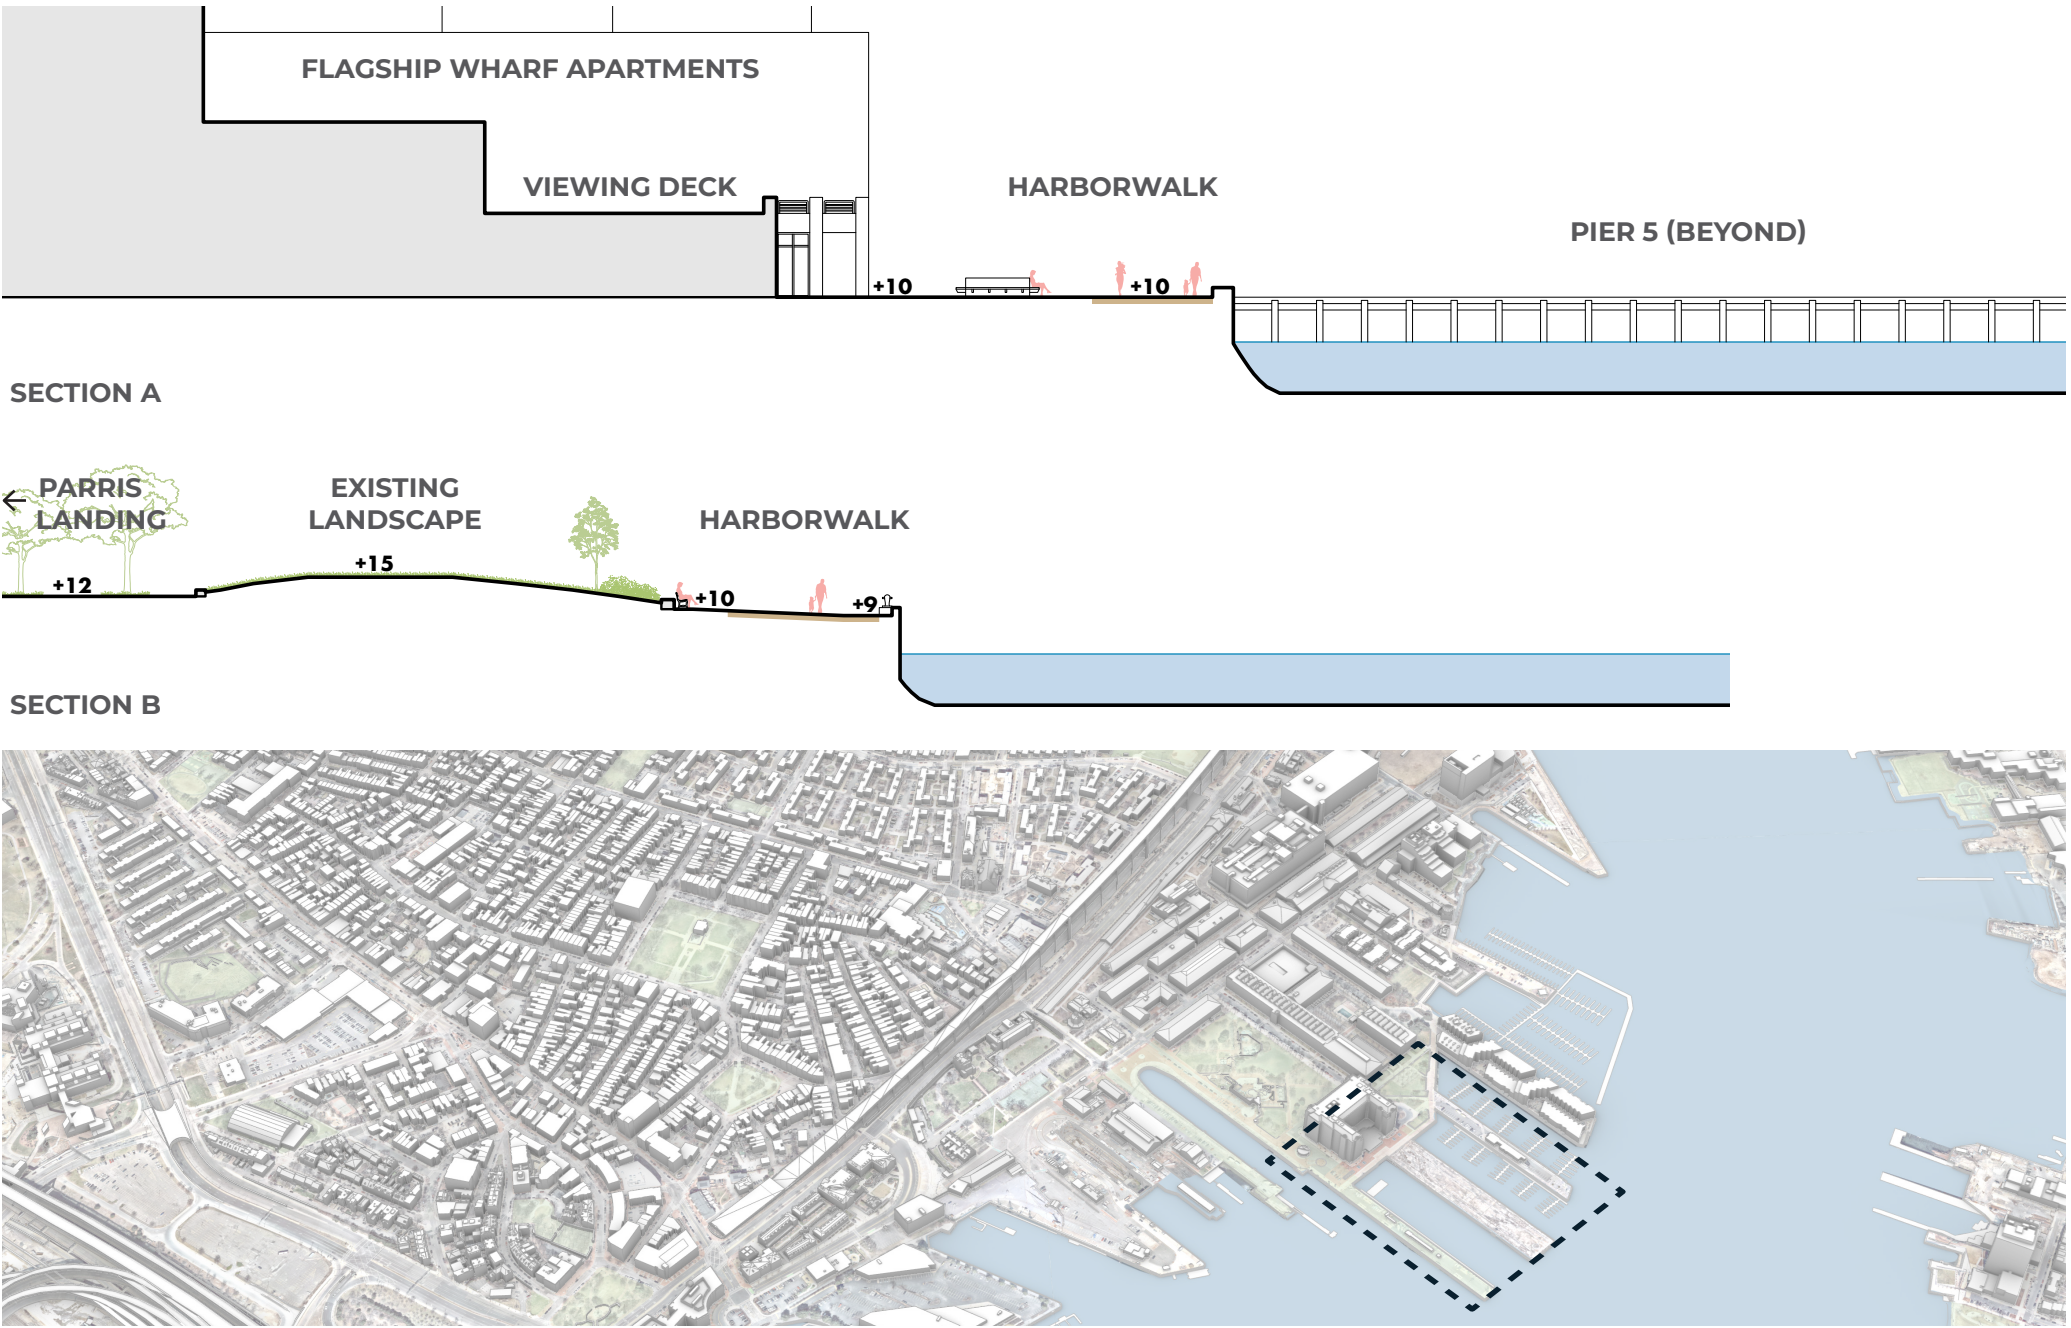 FLAGSHIP WHARF APARTMENTS
VIEWING DECK
HARBORWALK
PIER 5 (BEYOND)
+10
+10
SECTION A
PARRIS
LANDING
EXISTING
LANDSCAPE
HARBORWALK
+12
+15
+10
+9
SECTION B